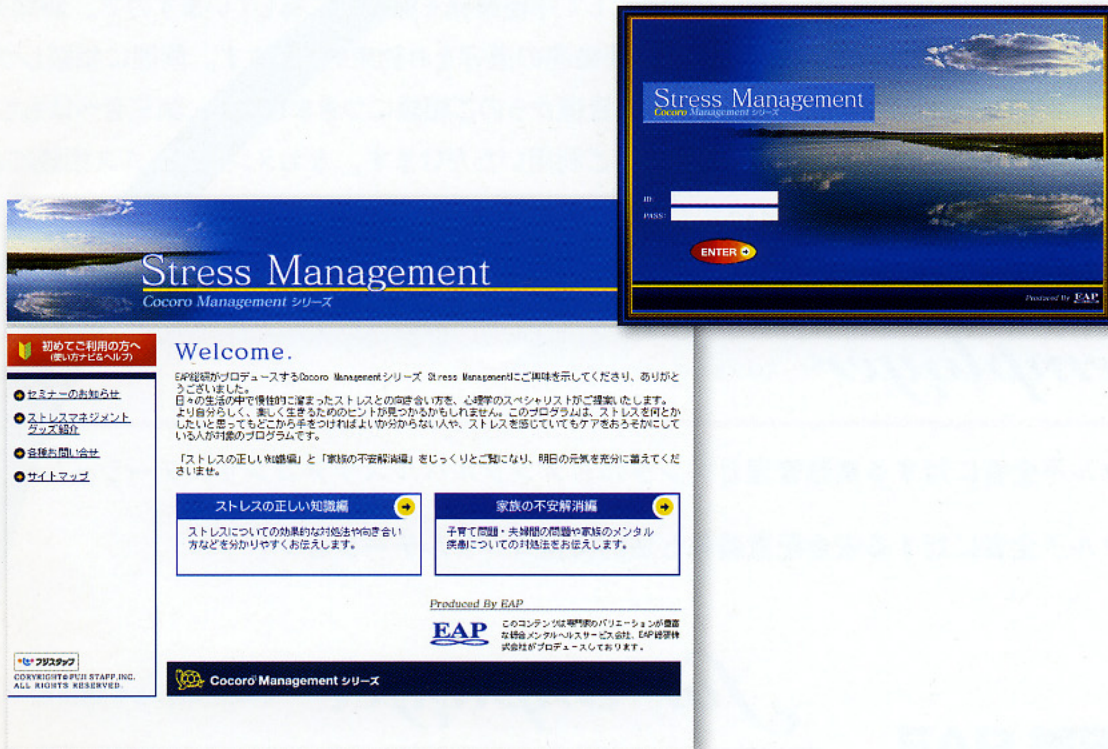 Stress Management
Cocoro Management シリーズ
ID:
PASS:
ENTER
Produced By EAP
Stress Management
Cocoro Management シリーズ
初めてご利用の方へ
(使い方ナビ&ヘルプ)
セミナーのお知らせ
ストレスマネジメント
グッズ紹介
各種お問い合せ
サイトマップ
Welcome.
EAP総研がプロデュースするCocoro Managementシリーズ Stress Managementにご興味を示してくださり、ありがと
うございました。
日々の生活の中で慢性的に溜まったストレスとの向き合い方を、心理学のスペシャリストがご提案いたします。
より自分らしく、楽しく生きるためのヒントが見つかるかもしれません。このプログラムは、ストレスを何とか
したいと思ってもどこから手をつければよいか分からない人や、ストレスを感じていてもケアをおろそかにして
いる人が対象のプログラムです。
「ストレスの正しい知識編」と「家族の不安解消編」をじっくりとご覧になり、明日の元気を充分に蓄えてくだ
さいませ。
ストレスの正しい知識編
ストレスについての効果的な対処法や向き合い
方などを分かりやすくお伝えします。
家族の不安解消編
子育て問題・夫婦間の問題や家族のメンタル
疾患についての対処法をお伝えします。
Produced By EAP
EAP
このコンテンツは専門家のバリエーションが豊富
な総合メンタルヘルスサービス会社、EAP総研株
式会社がプロデュースしております。
フジスタッフ
COPYRIGHT© FUJI STAFF,INC.
ALL RIGHTS RESERVED.
Cocoro Management シリーズ